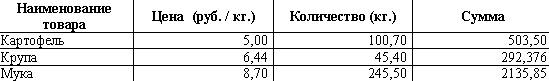 Наименование товара Цена (руб. / кг.) Количество (кг.) Сумма
Картофель 5,00 100,70 503,50
Крупа 6,44 45,40 292,376
Мука 8,70 245,50 2135,85